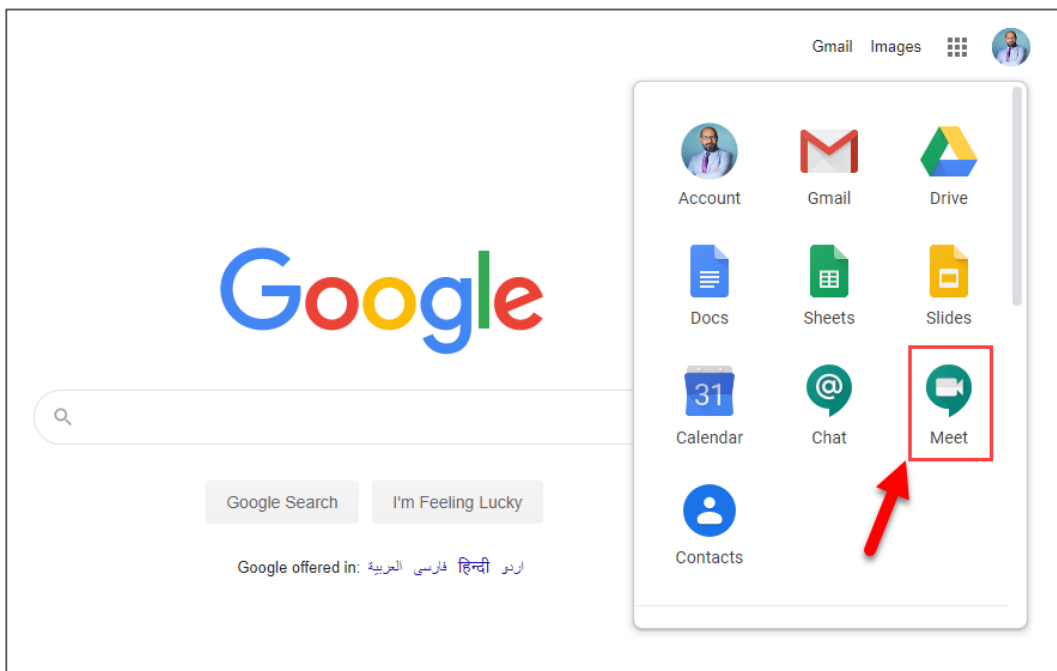 Gmail Images
Account Gmail Drive
Docs Sheets Slides
Google
31
Calendar Chat Meet
Google Search I'm Feeling Lucky
Contacts
Google offered in: العربية فارسی हिन्दी اردو